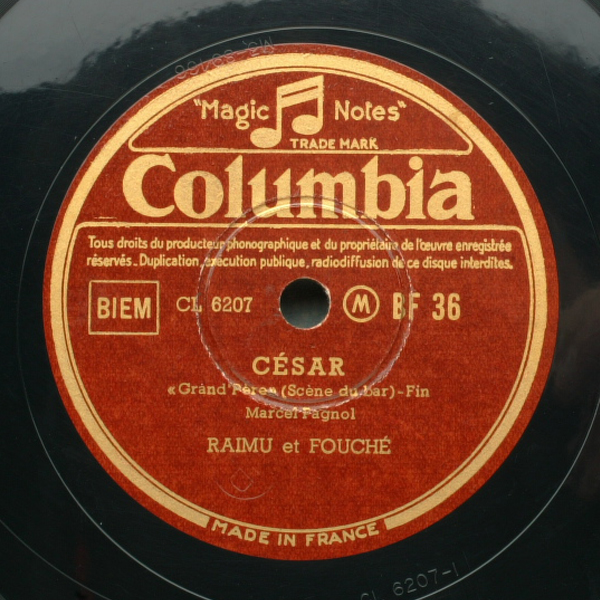 "Magic Notes"
TRADE MARK
Columbia
Tous droits du producteur phonographique et du propriétaire de l'œuvre enregistrée
réservés_Duplication, exécution publique, radiodiffusion de ce disque interdites.
BIEM CL 6207 M BF 36
CÉSAR
«Grand'Père» (Scène du bar)-Fin
Marcel Pagnol
RAIMU et FOUCHÉ
MADE IN FRANCE
CL 6207-1